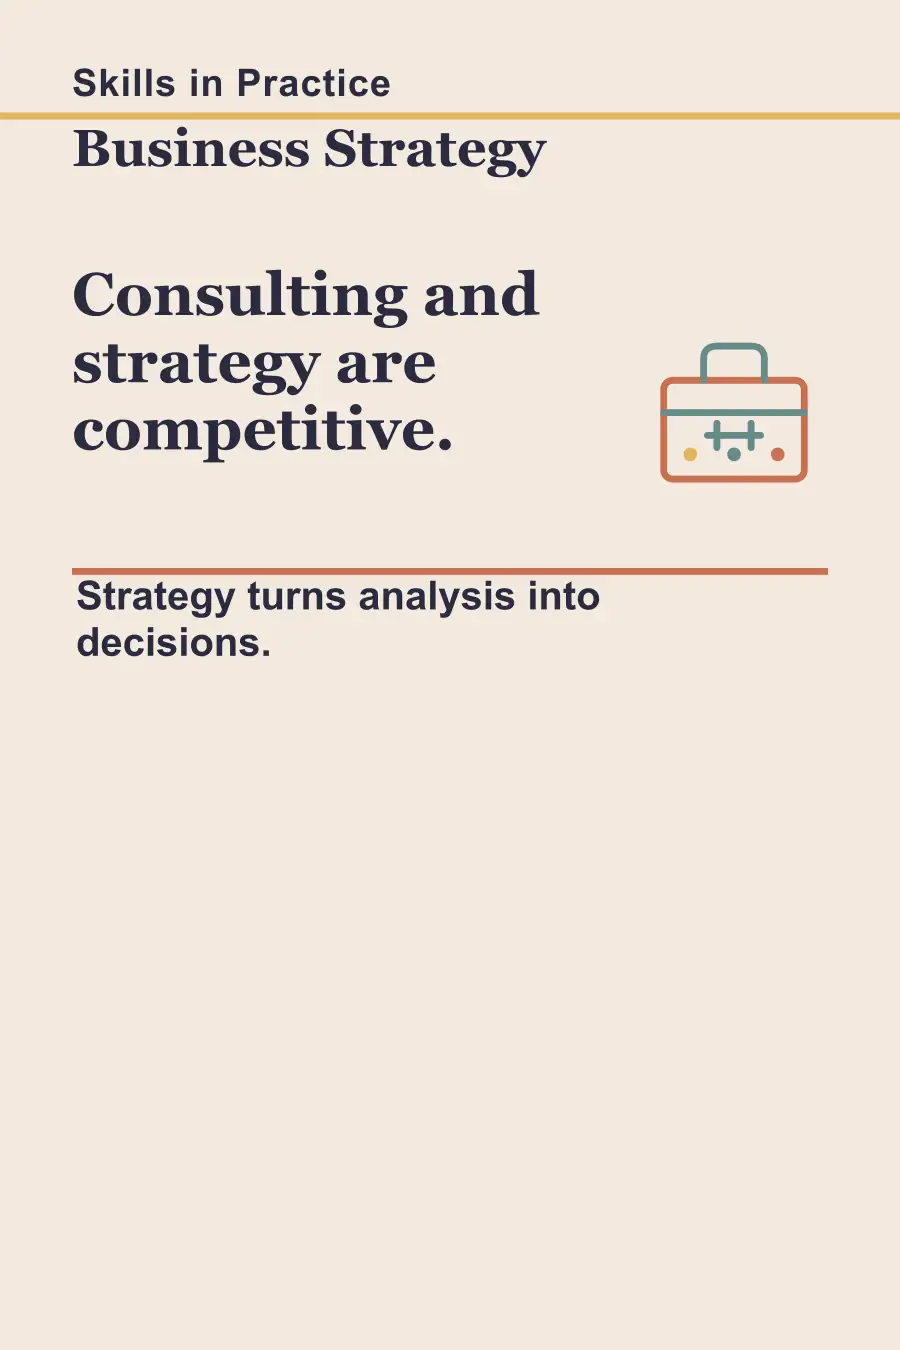 Skills in Practice
Business Strategy
Consulting and
strategy are
competitive.
Strategy turns analysis into
decisions.